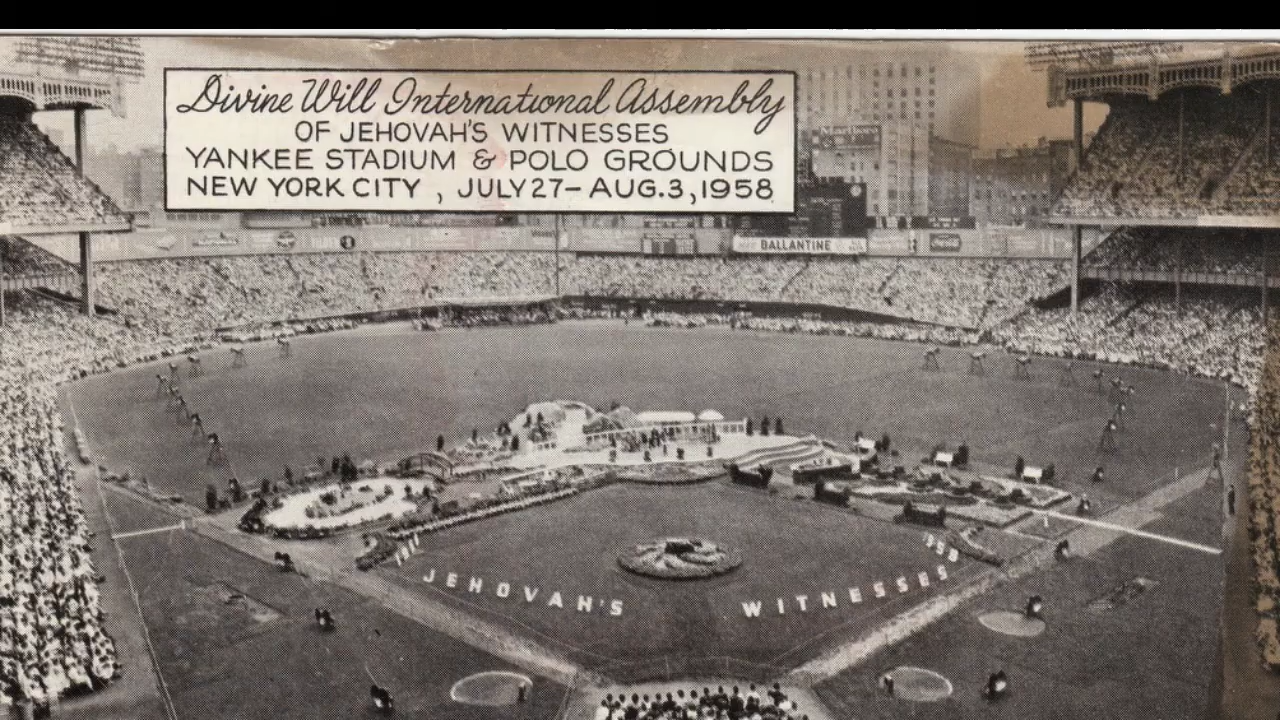 Divine Will International Assembly
OF JEHOVAH'S WITNESSES
YANKEE STADIUM & POLO GROUNDS
NEW YORK CITY, JULY 27 – AUG. 3, 1958
BALLANTINE
1958
JEHOVAH'S WITNESSES